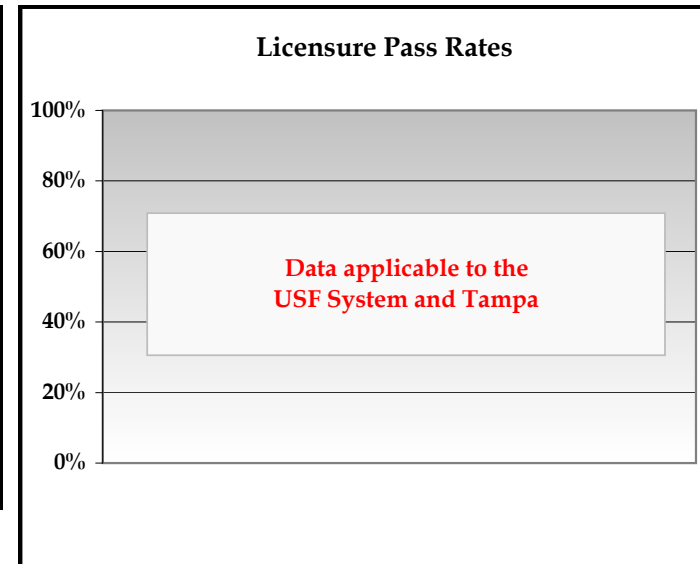 Licensure Pass Rates
100%
80%
60%
40%
20%
0%
Data applicable to the
USF System and Tampa